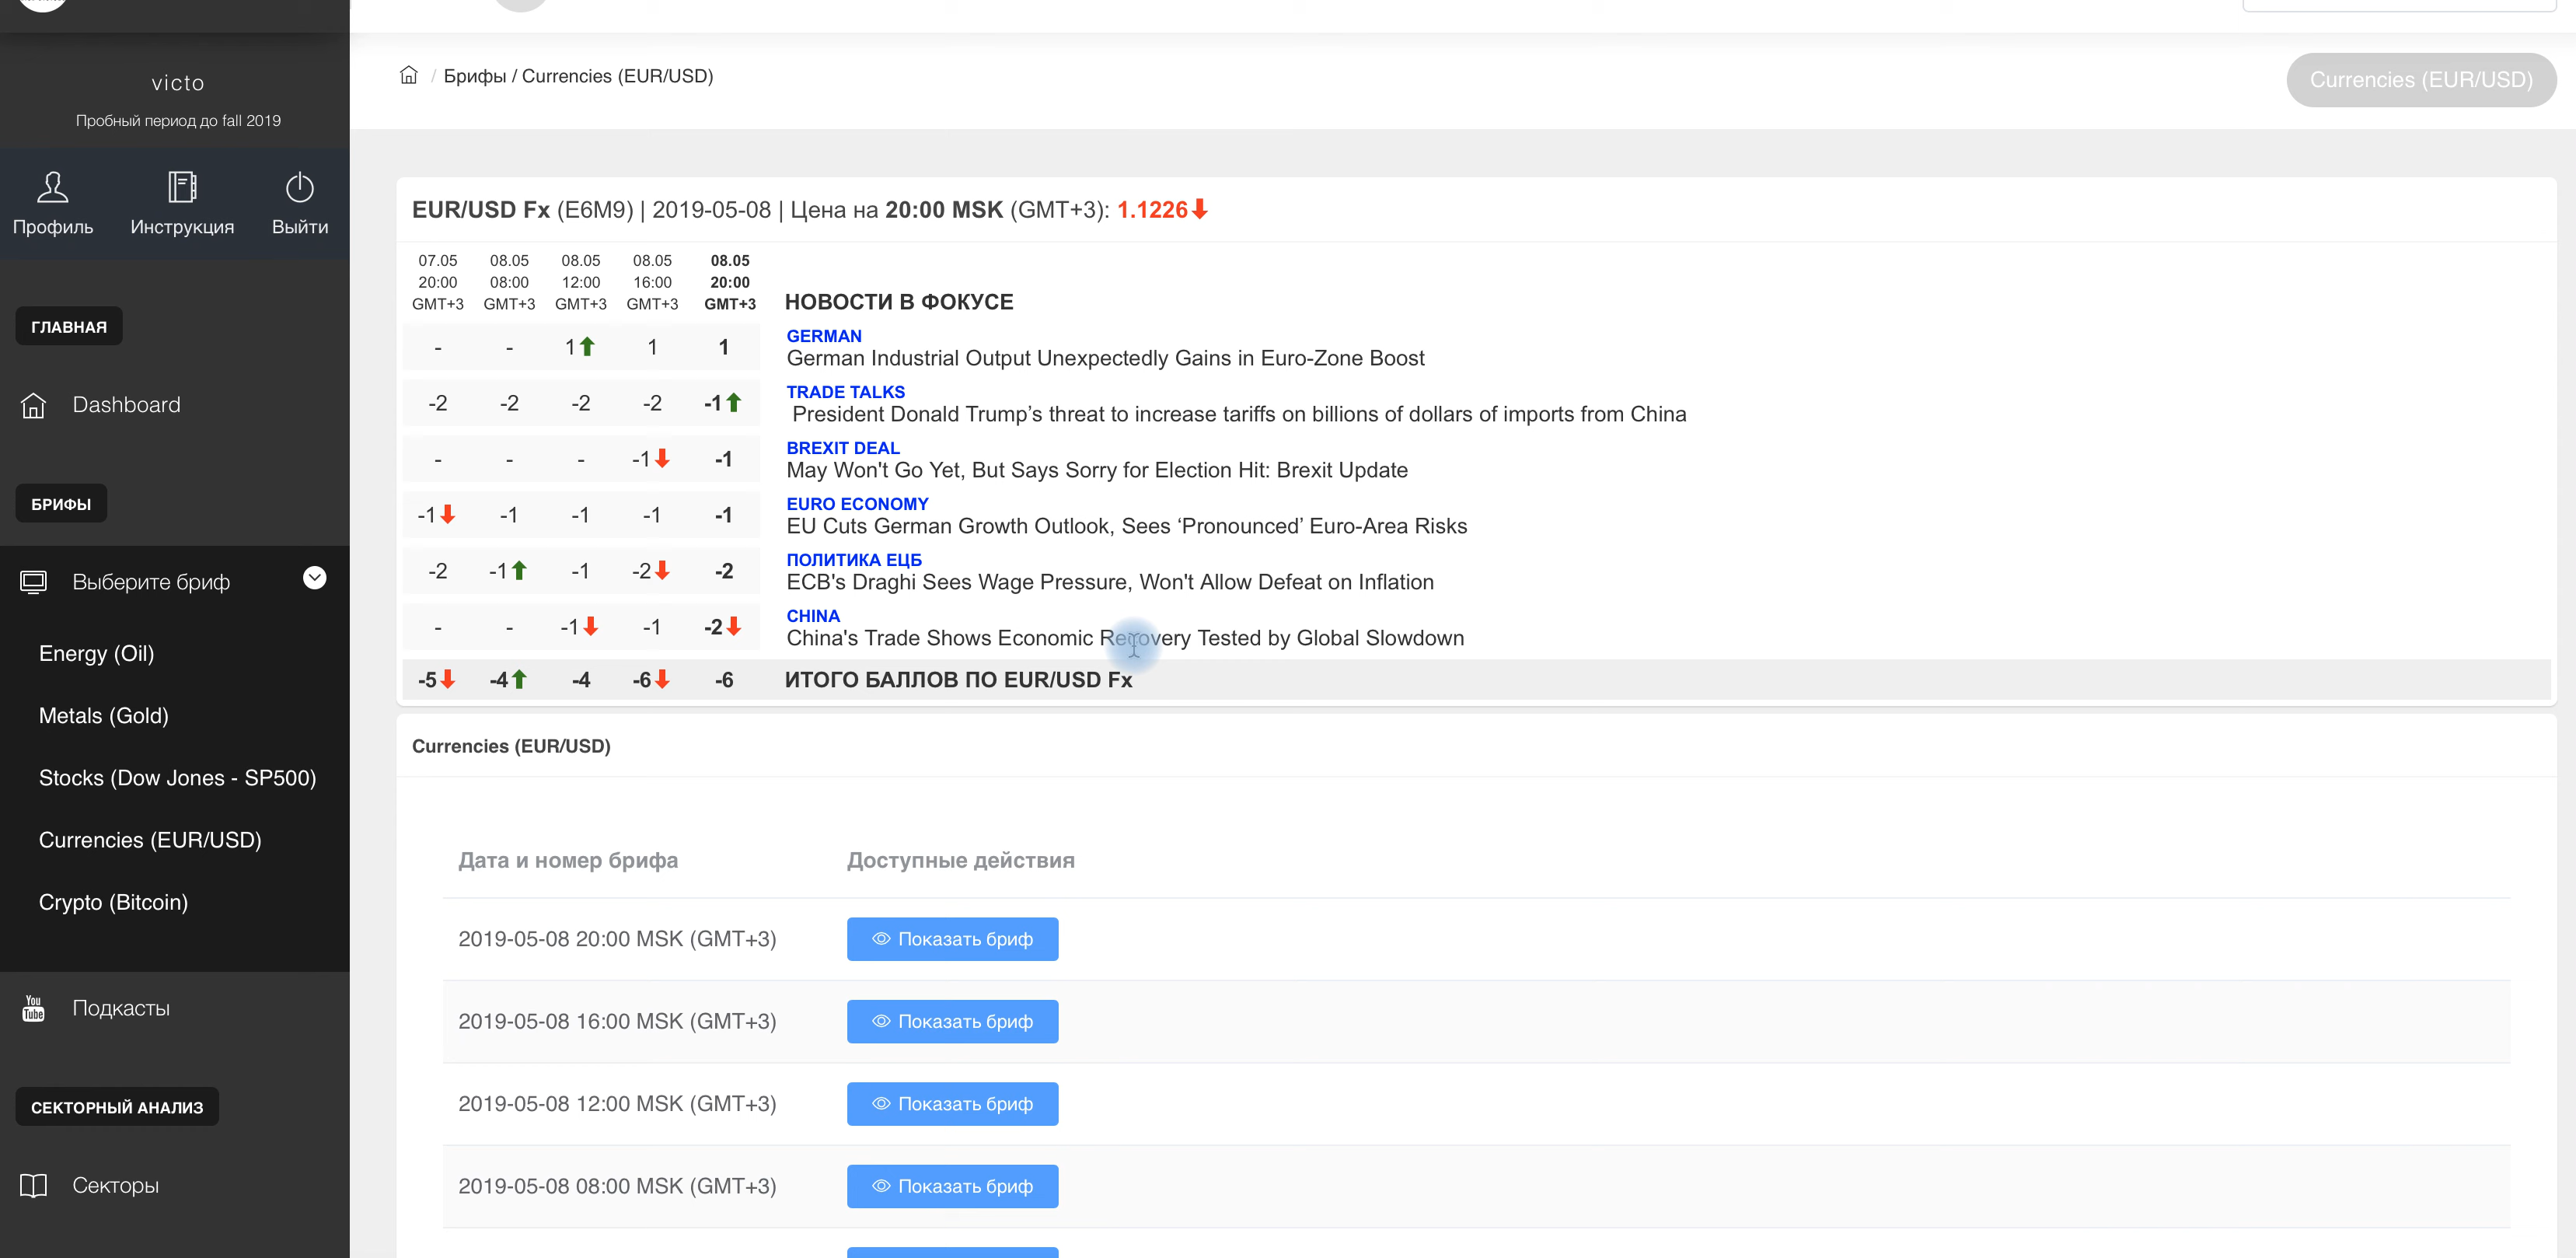 victo
Пробный период до fall 2019
Профиль
Инструкция
Выйти
ГЛАВНАЯ
Dashboard
БРИФЫ
Выберите бриф
Energy (Oil)
Metals (Gold)
Stocks (Dow Jones - SP500)
Currencies (EUR/USD)
Crypto (Bitcoin)
You Tube
Подкасты
СЕКТОРНЫЙ АНАЛИЗ
Секторы
/ Брифы / Currencies (EUR/USD)
Currencies (EUR/USD)
EUR/USD Fx (E6M9) | 2019-05-08 | Цена на 20:00 MSK (GMT+3): 1.1226
07.05 08.05 08.05 08.05 08.05
20:00 08:00 12:00 16:00 20:00
GMT+3 GMT+3 GMT+3 GMT+3 GMT+3
НОВОСТИ В ФОКУСЕ
- - 1 1 1
GERMAN
German Industrial Output Unexpectedly Gains in Euro-Zone Boost
-2 -2 -2 -2 -1
TRADE TALKS
President Donald Trump’s threat to increase tariffs on billions of dollars of imports from China
- - - -1 -1
BREXIT DEAL
May Won't Go Yet, But Says Sorry for Election Hit: Brexit Update
-1 -1 -1 -1 -1
EURO ECONOMY
EU Cuts German Growth Outlook, Sees ‘Pronounced’ Euro-Area Risks
-2 -1 -1 -2 -2
ПОЛИТИКА ЕЦБ
ECB's Draghi Sees Wage Pressure, Won't Allow Defeat on Inflation
- - -1 -1 -2
CHINA
China's Trade Shows Economic Recovery Tested by Global Slowdown
-5 -4 -4 -6 -6 ИТОГО БАЛЛОВ ПО EUR/USD Fx
Currencies (EUR/USD)
Дата и номер брифа Доступные действия
2019-05-08 20:00 MSK (GMT+3) Показать бриф
2019-05-08 16:00 MSK (GMT+3) Показать бриф
2019-05-08 12:00 MSK (GMT+3) Показать бриф
2019-05-08 08:00 MSK (GMT+3) Показать бриф